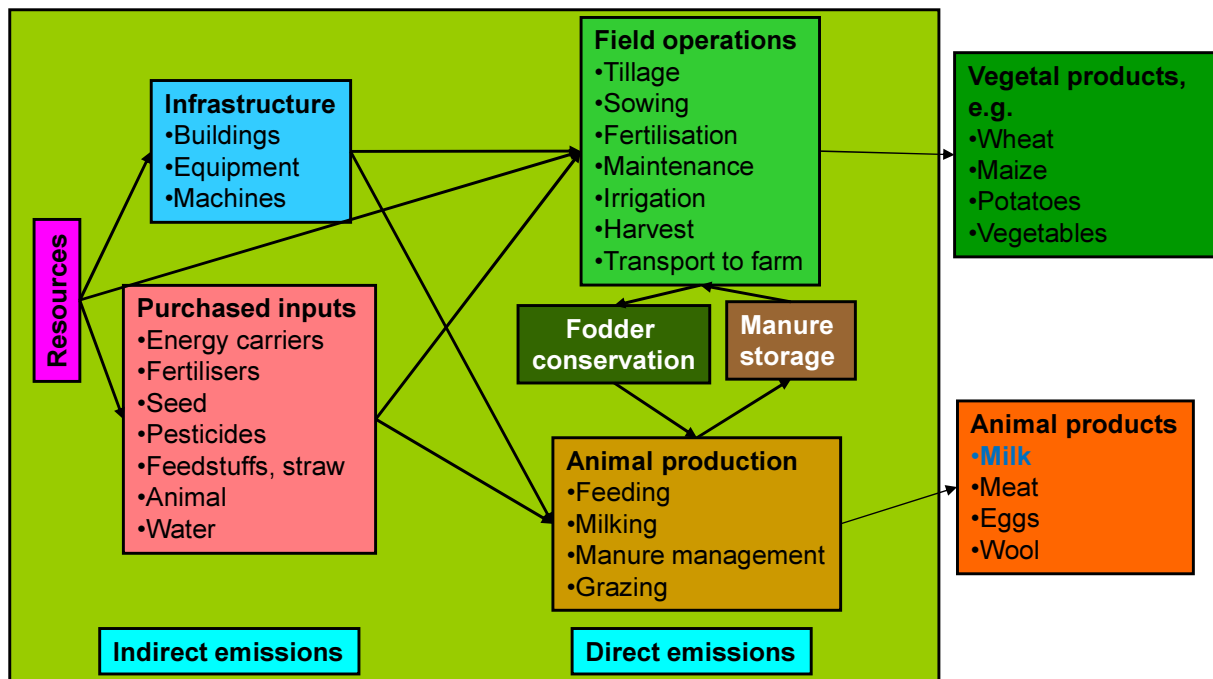 Resources
Infrastructure
•Buildings
•Equipment
•Machines
Purchased inputs
•Energy carriers
•Fertilisers
•Seed
•Pesticides
•Feedstuffs, straw
•Animal
•Water
Indirect emissions
Field operations
•Tillage
•Sowing
•Fertilisation
•Maintenance
•Irrigation
•Harvest
•Transport to farm
Fodder
conservation
Manure
storage
Animal production
•Feeding
•Milking
•Manure management
•Grazing
Direct emissions
Vegetal products,
e.g.
•Wheat
•Maize
•Potatoes
•Vegetables
Animal products
•Milk
•Meat
•Eggs
•Wool